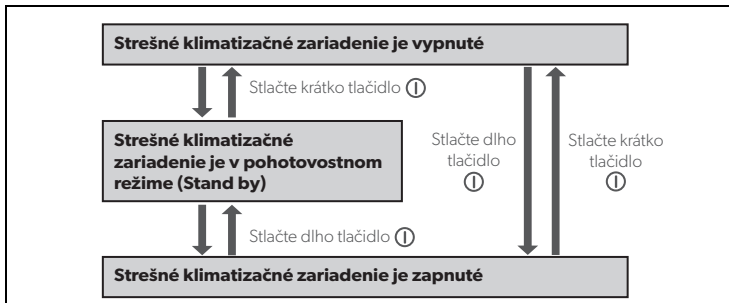 Strešné klimatizačné zariadenie je vypnuté
Stlačte krátko tlačidlo
Strešné klimatizačné
zariadenie je v pohotovostnom
režime (Stand by)
Stlačte dlho
tlačidlo
Stlačte krátko
tlačidlo
Stlačte dlho tlačidlo
Strešné klimatizačné zariadenie je zapnuté